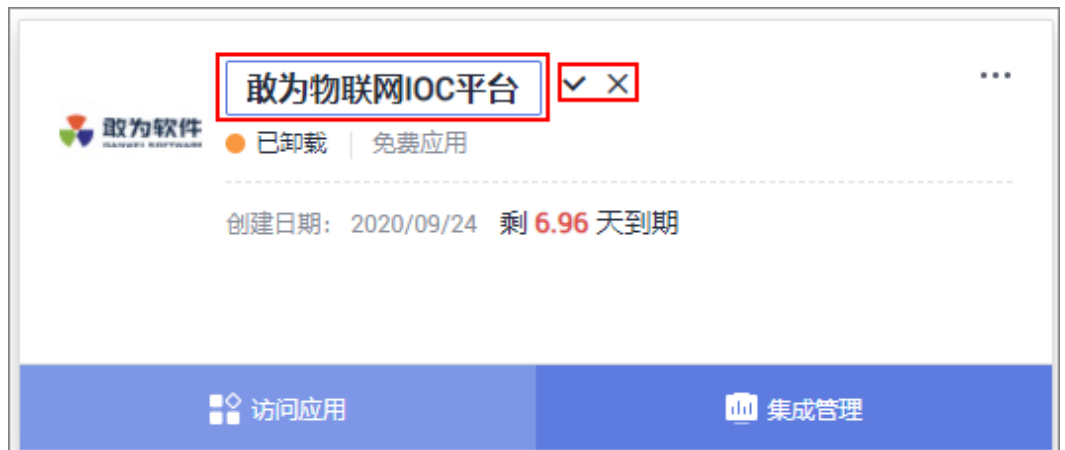 敢为物联网IOC平台
敢为软件
已卸载 免费应用
创建日期: 2020/09/24 剩 6.96 天到期
访问应用 集成管理